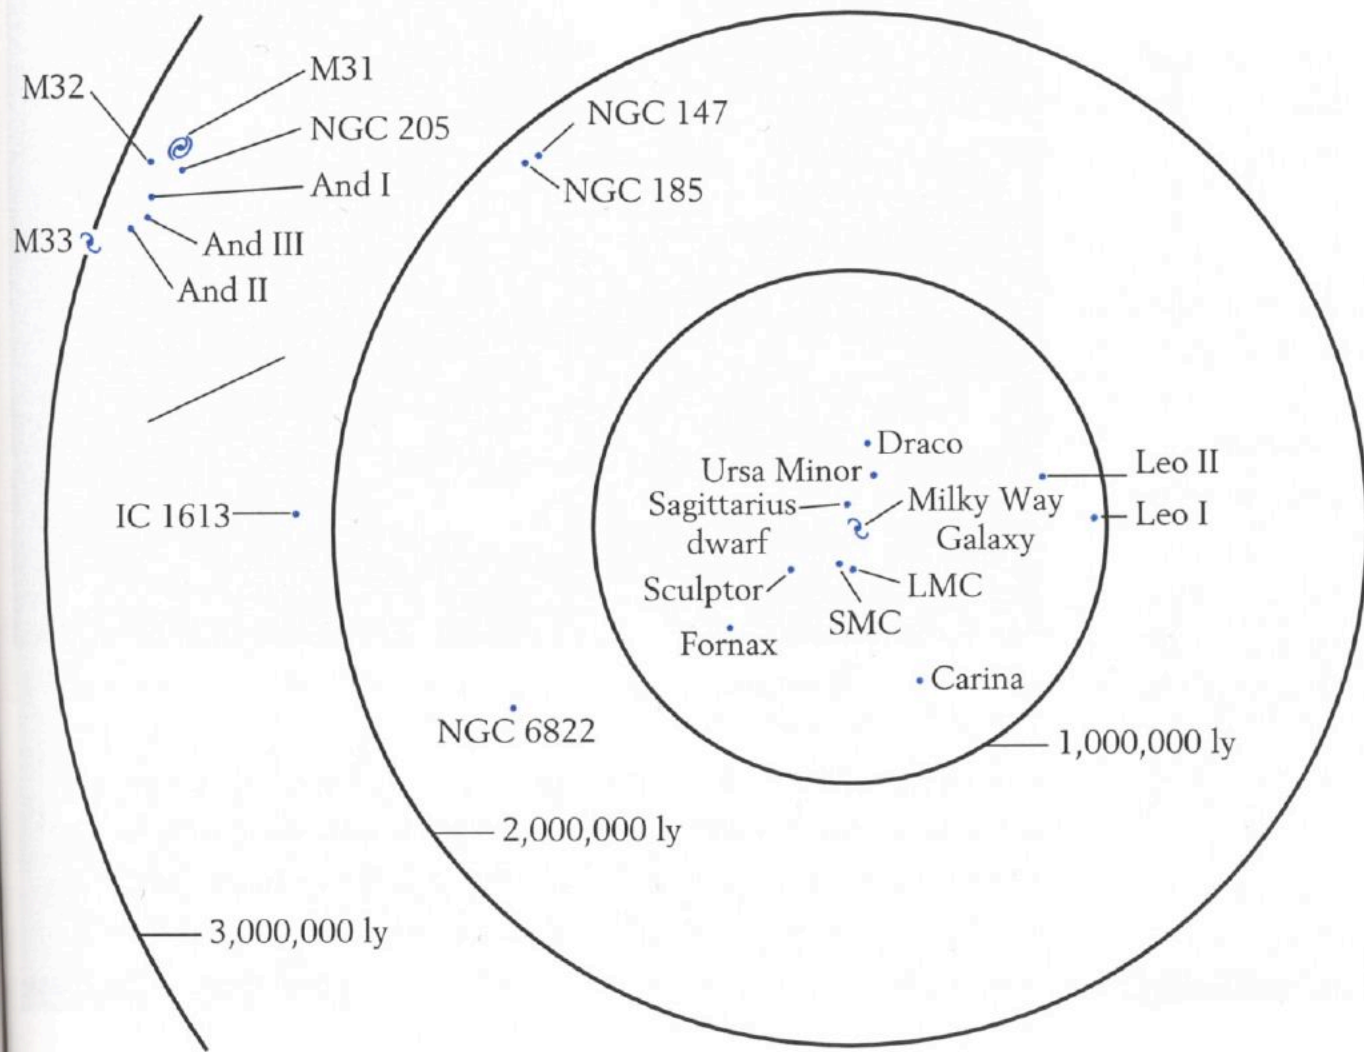 M32
M31
NGC 205
And I
M33
And III
And II
NGC 147
NGC 185
IC 1613
Draco
Ursa Minor
Sagittarius
dwarf
Milky Way
Galaxy
Leo II
Leo I
Sculptor
LMC
SMC
Fornax
Carina
NGC 6822
1,000,000 ly
2,000,000 ly
3,000,000 ly